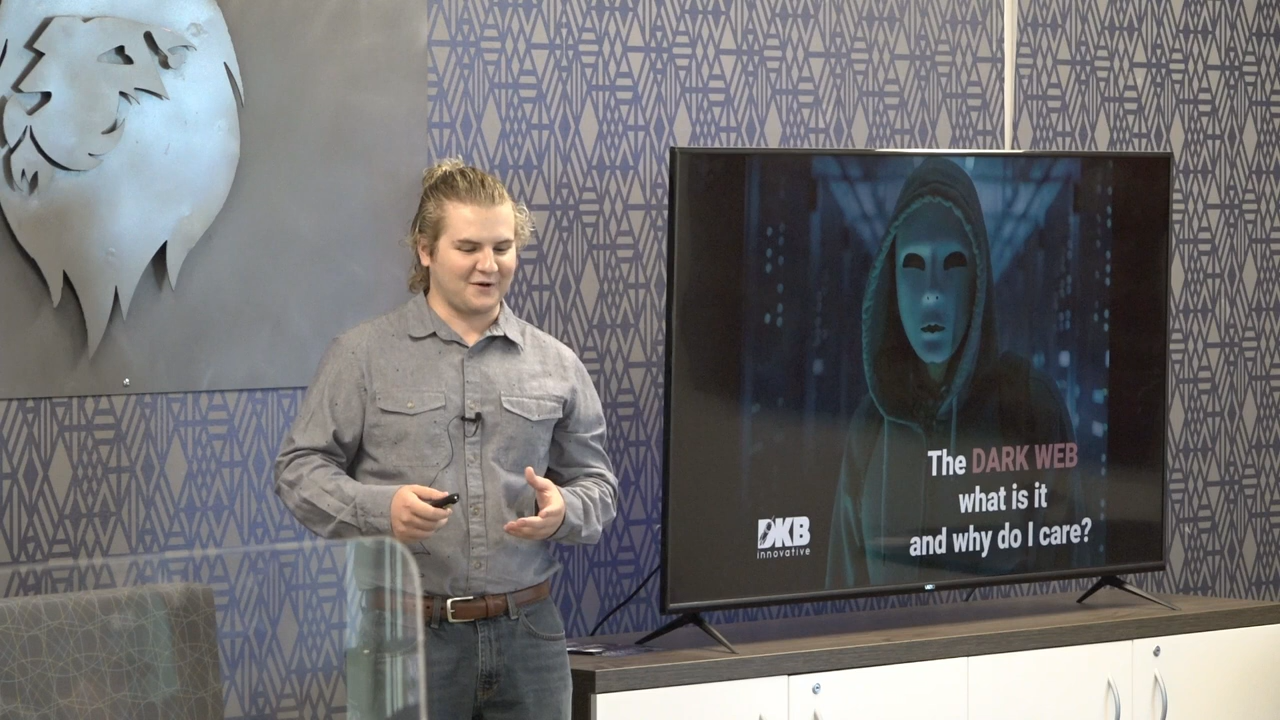 The DARK WEB
what is it
and why do I care?
DKB
innovative